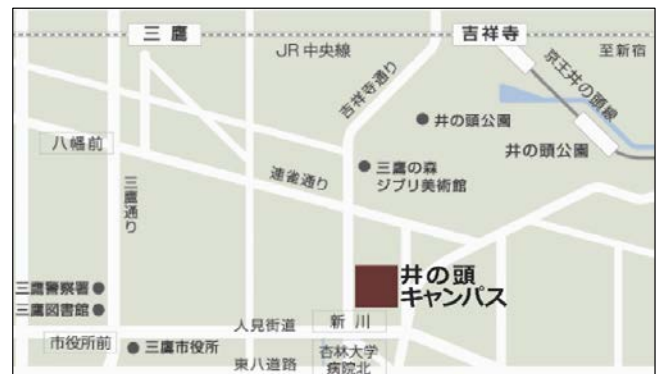 三 鷹
吉祥寺
JR 中央線
至新宿
吉祥寺通り
京王井の頭線
井の頭公園
八幡前
井の頭公園
三鷹の森
ジブリ美術館
連雀通り
三鷹通り
井の頭
キャンパス
三鷹警察署
三鷹図書館
人見街道
新 川
市役所前
三鷹市役所
東八道路
杏林大学
病院北